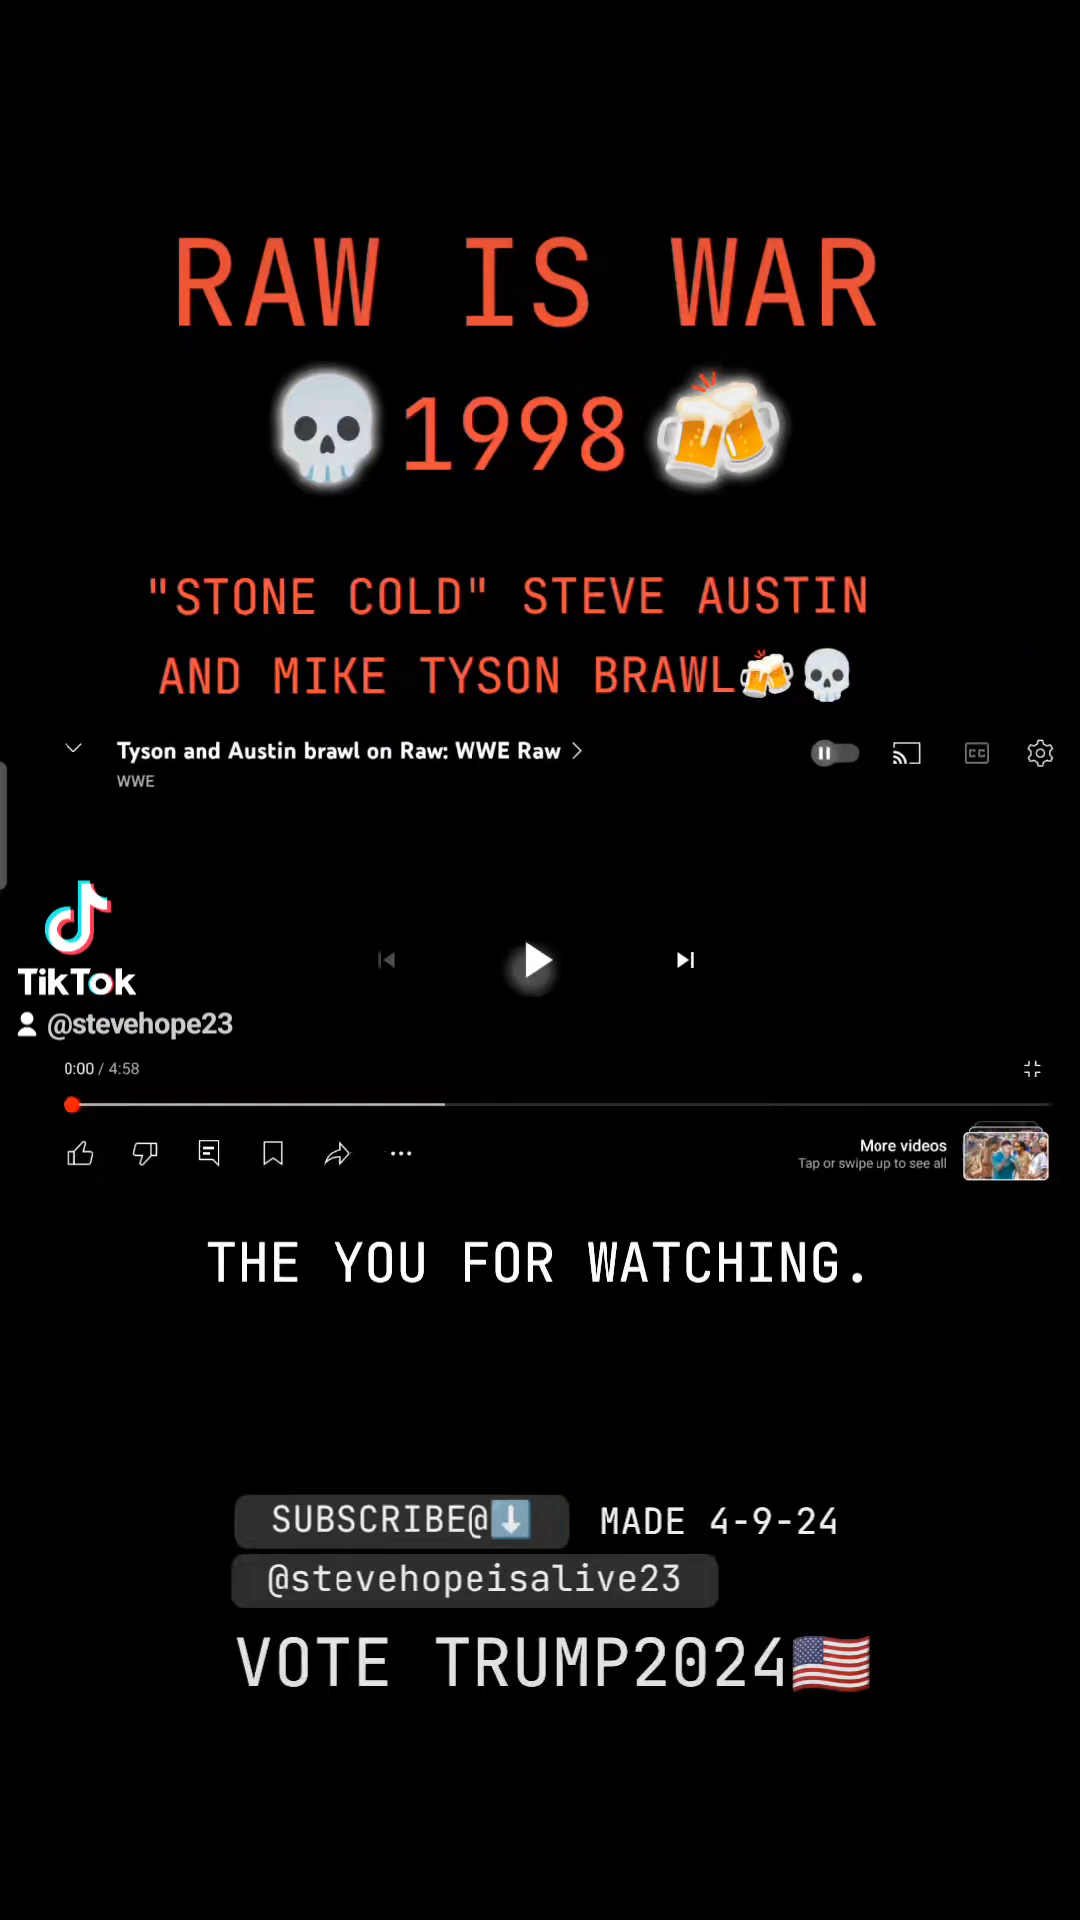 RAW IS WAR
💀1998🍻
"STONE COLD" STEVE AUSTIN
AND MIKE TYSON BRAWL🍻💀
Tyson and Austin brawl on Raw: WWE Raw
WWE
CC
TikTok
@stevehope23
0:00 / 4:58
More videos
Tap or swipe up to see all
THE YOU FOR WATCHING.
SUBSCRIBE@⬇️ MADE 4-9-24
@stevehopeisalive23
VOTE TRUMP2024🇺🇸